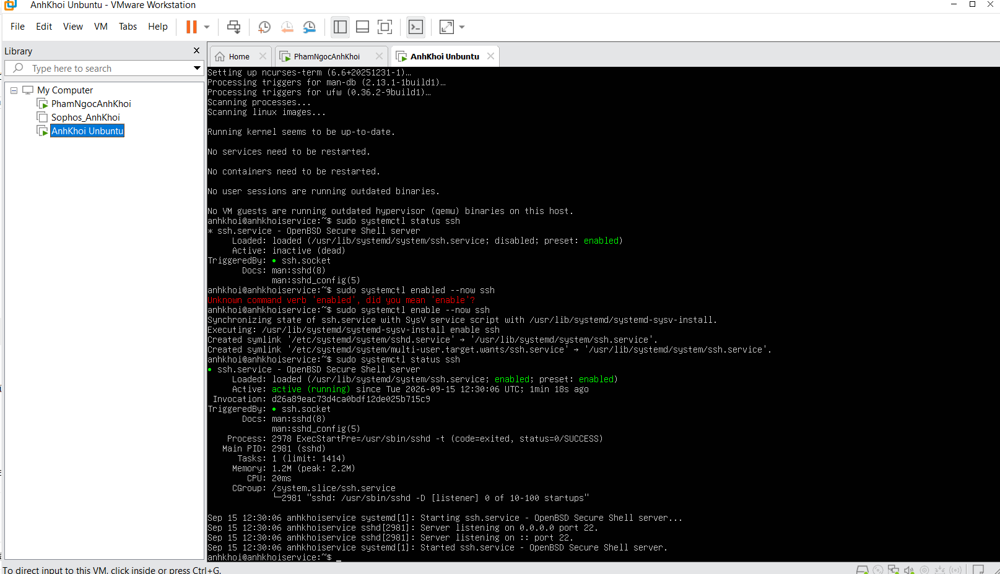 AnhKhoi Unbuntu - VMware Workstation
File Edit View VM Tabs Help
Library
Type here to search
My Computer
PhamNgocAnhKhoi
Sophos_AnhKhoi
AnhKhoi Unbuntu
Home PhamNgocAnhKhoi AnhKhoi Unbuntu
Setting up ncurses-term (6.6+20251231-1)…
Processing triggers for man-db (2.13.1-1build1)…
Processing triggers for ufw (0.36.2-9build1)…
Scanning processes...
Scanning linux images...
Running kernel seems to be up-to-date.
No services need to be restarted.
No containers need to be restarted.
No user sessions are running outdated binaries.
No VM guests are running outdated hypervisor (qemu) binaries on this host.
anhkhoi@anhkhoiservice:~$ sudo systemctl status ssh
* ssh.service - OpenBSD Secure Shell server
Loaded: loaded (/usr/lib/systemd/system/ssh.service; disabled; preset: enabled)
Active: inactive (dead)
TriggeredBy: ● ssh.socket
Docs: man:sshd(8)
man:sshd_config(5)
anhkhoi@anhkhoiservice:~$ sudo systemctl enabled --now ssh
Unknown command verb 'enabled', did you mean 'enable'?
anhkhoi@anhkhoiservice:~$ sudo systemctl enable --now ssh
Synchronizing state of ssh.service with SysV service script with /usr/lib/systemd/systemd-sysv-install.
Executing: /usr/lib/systemd/systemd-sysv-install enable ssh
Created symlink '/etc/systemd/system/sshd.service' → '/usr/lib/systemd/system/ssh.service'.
Created symlink '/etc/systemd/system/multi-user.target.wants/ssh.service' → '/usr/lib/systemd/system/ssh.service'.
anhkhoi@anhkhoiservice:~$ sudo systemctl status ssh
● ssh.service - OpenBSD Secure Shell server
Loaded: loaded (/usr/lib/systemd/system/ssh.service; enabled; preset: enabled)
Active: active (running) since Tue 2026-09-15 12:30:06 UTC; 1min 18s ago
Invocation: d26a89eac73d4ca0bdf12de025b715c9
TriggeredBy: ● ssh.socket
Docs: man:sshd(8)
man:sshd_config(5)
Process: 2978 ExecStartPre=/usr/sbin/sshd -t (code=exited, status=0/SUCCESS)
Main PID: 2981 (sshd)
Tasks: 1 (limit: 1414)
Memory: 1.2M (peak: 2.2M)
CPU: 20ms
CGroup: /system.slice/ssh.service
└─2981 "sshd: /usr/sbin/sshd -D [listener] 0 of 10-100 startups"
Sep 15 12:30:06 anhkhoiservice systemd[1]: Starting ssh.service - OpenBSD Secure Shell server...
Sep 15 12:30:06 anhkhoiservice sshd[2981]: Server listening on 0.0.0.0 port 22.
Sep 15 12:30:06 anhkhoiservice sshd[2981]: Server listening on :: port 22.
Sep 15 12:30:06 anhkhoiservice systemd[1]: Started ssh.service - OpenBSD Secure Shell server.
anhkhoi@anhkhoiservice:~$ _
To direct input to this VM, click inside or press Ctrl+G.